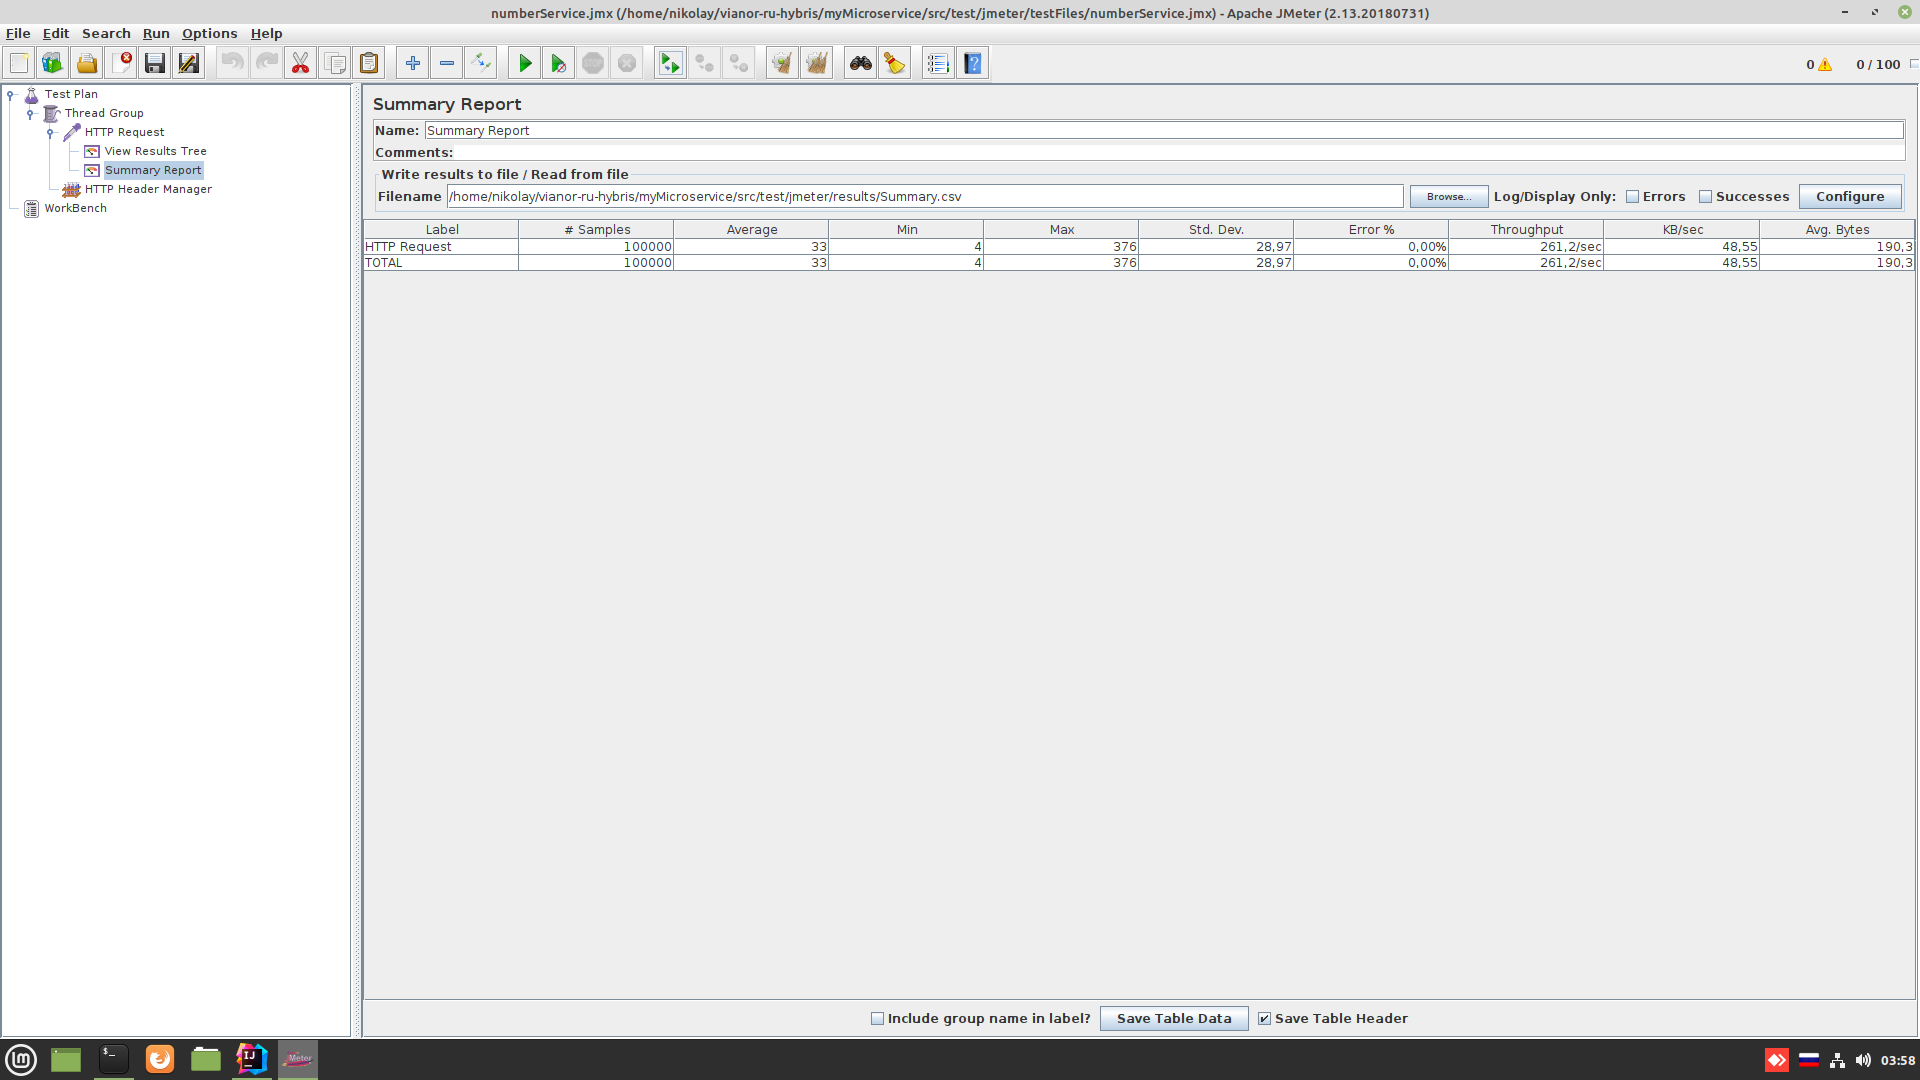 numberService.jmx (/home/nikolay/vianor-ru-hybris/myMicroservice/src/test/jmeter/testFiles/numberService.jmx) - Apache JMeter (2.13.20180731)
File Edit Search Run Options Help
STOP
0 0 / 100
Test Plan
Thread Group
HTTP Request
View Results Tree
Summary Report
HTTP Header Manager
WorkBench
Summary Report
Name: Summary Report
Comments:
Write results to file / Read from file
Filename /home/nikolay/vianor-ru-hybris/myMicroservice/src/test/jmeter/results/Summary.csv Browse... Log/Display Only: Errors Successes Configure
Label # Samples Average Min Max Std. Dev. Error % Throughput KB/sec Avg. Bytes
HTTP Request 100000 33 4 376 28,97 0,00% 261,2/sec 48,55 190,3
TOTAL 100000 33 4 376 28,97 0,00% 261,2/sec 48,55 190,3
Include group name in label? Save Table Data Save Table Header
$_ IJ Meter 03:58